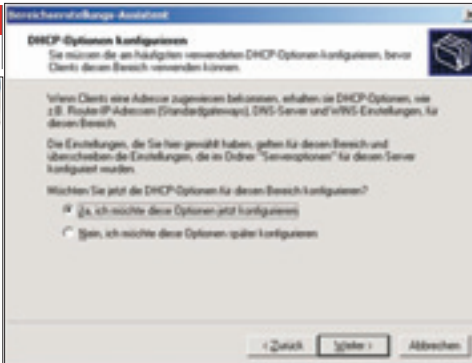 Bereichserstellungs-Assistent
DHCP-Optionen konfigurieren
Sie müssen die am häufigsten verwendeten DHCP-Optionen konfigurieren, bevor
Clients diesen Bereich verwenden können.
Wenn Clients eine Adresse zugewiesen bekommen, erhalten sie DHCP-Optionen, wie
z.B. Router-IP-Adressen (Standardgateways), DNS-Server und WINS-Einstellungen, für
diesen Bereich.
Die Einstellungen, die Sie hier gewählt haben, gelten für diesen Bereich und
überschreiben die Einstellungen, die im Ordner "Serveroptionen" für diesen Server
konfiguriert wurden.
Möchten Sie jetzt die DHCP-Optionen für diesen Bereich konfigurieren?
Ja, ich möchte diese Optionen jetzt konfigurieren
Nein, ich möchte diese Optionen später konfigurieren
< Zurück Weiter > Abbrechen